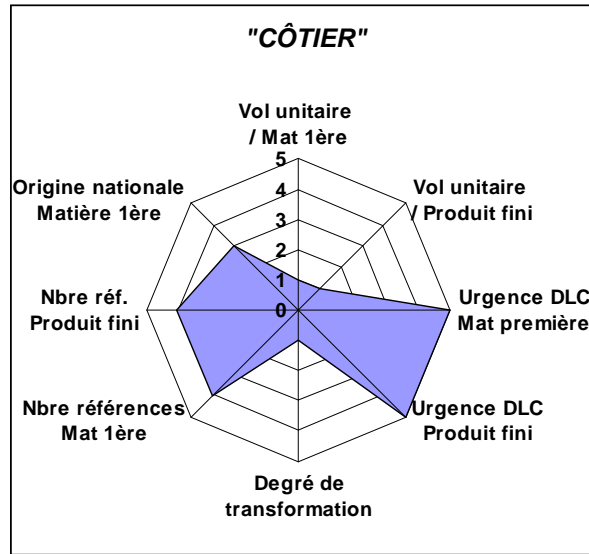 "CÔTIER"
Vol unitaire
/ Mat 1ère
Vol unitaire
/ Produit fini
Urgence DLC
Mat première
Urgence DLC
Produit fini
Degré de
transformation
Nbre références
Mat 1ère
Nbre réf.
Produit fini
Origine nationale
Matière 1ère
5
4
3
2
1
0